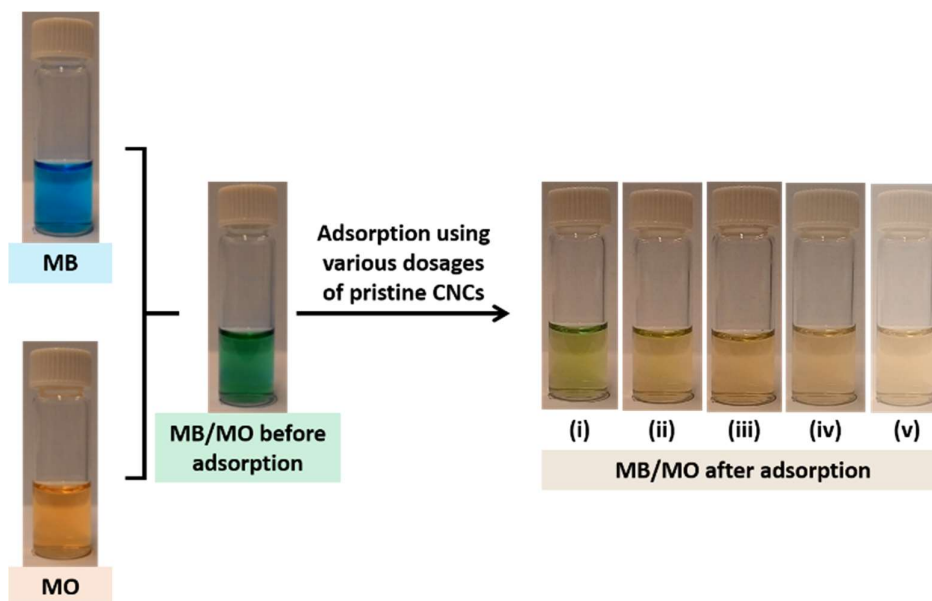 MB
MO
MB/MO before
adsorption
Adsorption using
various dosages
of pristine CNCs
(i)
(ii)
(iii)
(iv)
(v)
MB/MO after adsorption